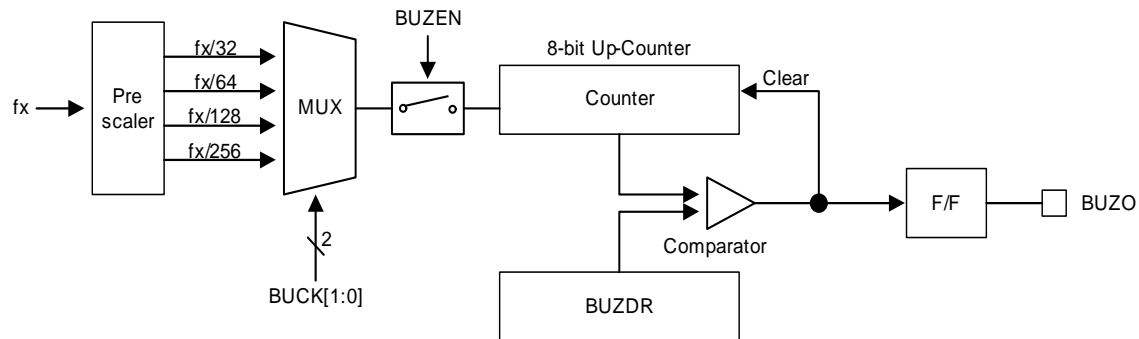 BUZEN
8-bit Up-Counter
fx
Pre
scaler
fx/32
fx/64
fx/128
fx/256
MUX
Counter
Clear
2
BUCK[1:0]
Comparator
F/F
BUZO
BUZDR